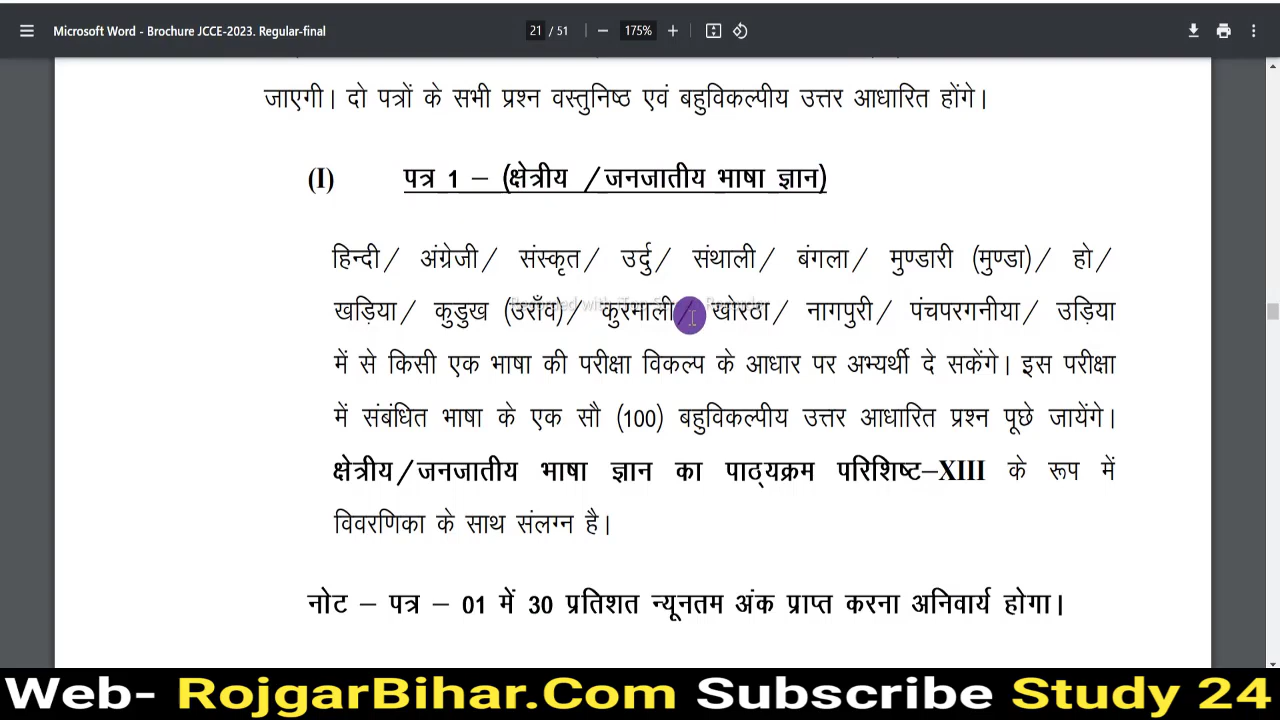 Microsoft Word - Brochure JCCE-2023. Regular-final
21 / 51
175%
जाएगी। दो पत्रों के सभी प्रश्न वस्तुनिष्ठ एवं बहुविकल्पीय उत्तर आधारित होंगे।
(I) पत्र 1 – (क्षेत्रीय /जनजातीय भाषा ज्ञान)
हिन्दी/ अंग्रेजी/ संस्कृत/ उर्दु/ संथाली/ बंगला/ मुण्डारी (मुण्डा)/ हो/
खड़िया/ कुडुख (उराँव)/ कुरमाली/ खोरठा/ नागपुरी/ पंचपरगनीया/ उड़िया
में से किसी एक भाषा की परीक्षा विकल्प के आधार पर अभ्यर्थी दे सकेंगे। इस परीक्षा
में संबंधित भाषा के एक सौ (100) बहुविकल्पीय उत्तर आधारित प्रश्न पूछे जायेंगे।
क्षेत्रीय/जनजातीय भाषा ज्ञान का पाठ्यक्रम परिशिष्ट–XIII के रूप में
विवरणिका के साथ संलग्न है।
नोट – पत्र – 01 में 30 प्रतिशत न्यूनतम अंक प्राप्त करना अनिवार्य होगा।
Web- RojgarBihar.Com Subscribe Study 24